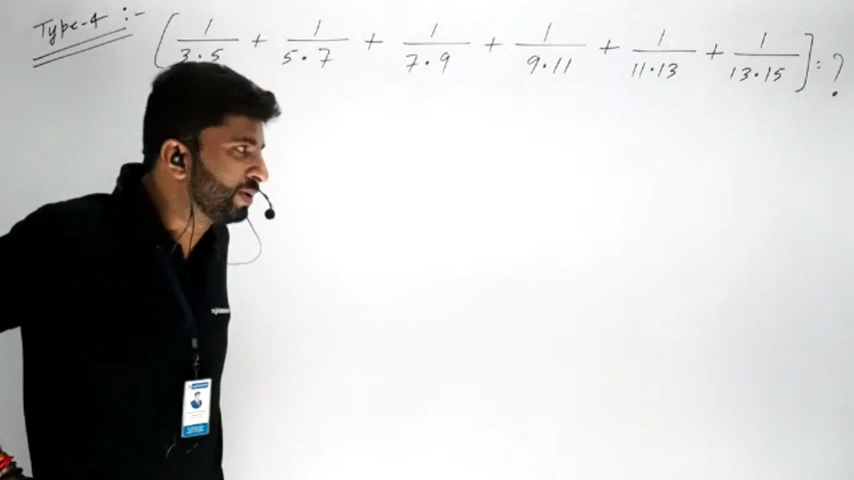 Type-4 :- [ 1/3·5 + 1/5·7 + 1/7·9 + 1/9·11 + 1/11·13 + 1/13·15 ] = ?